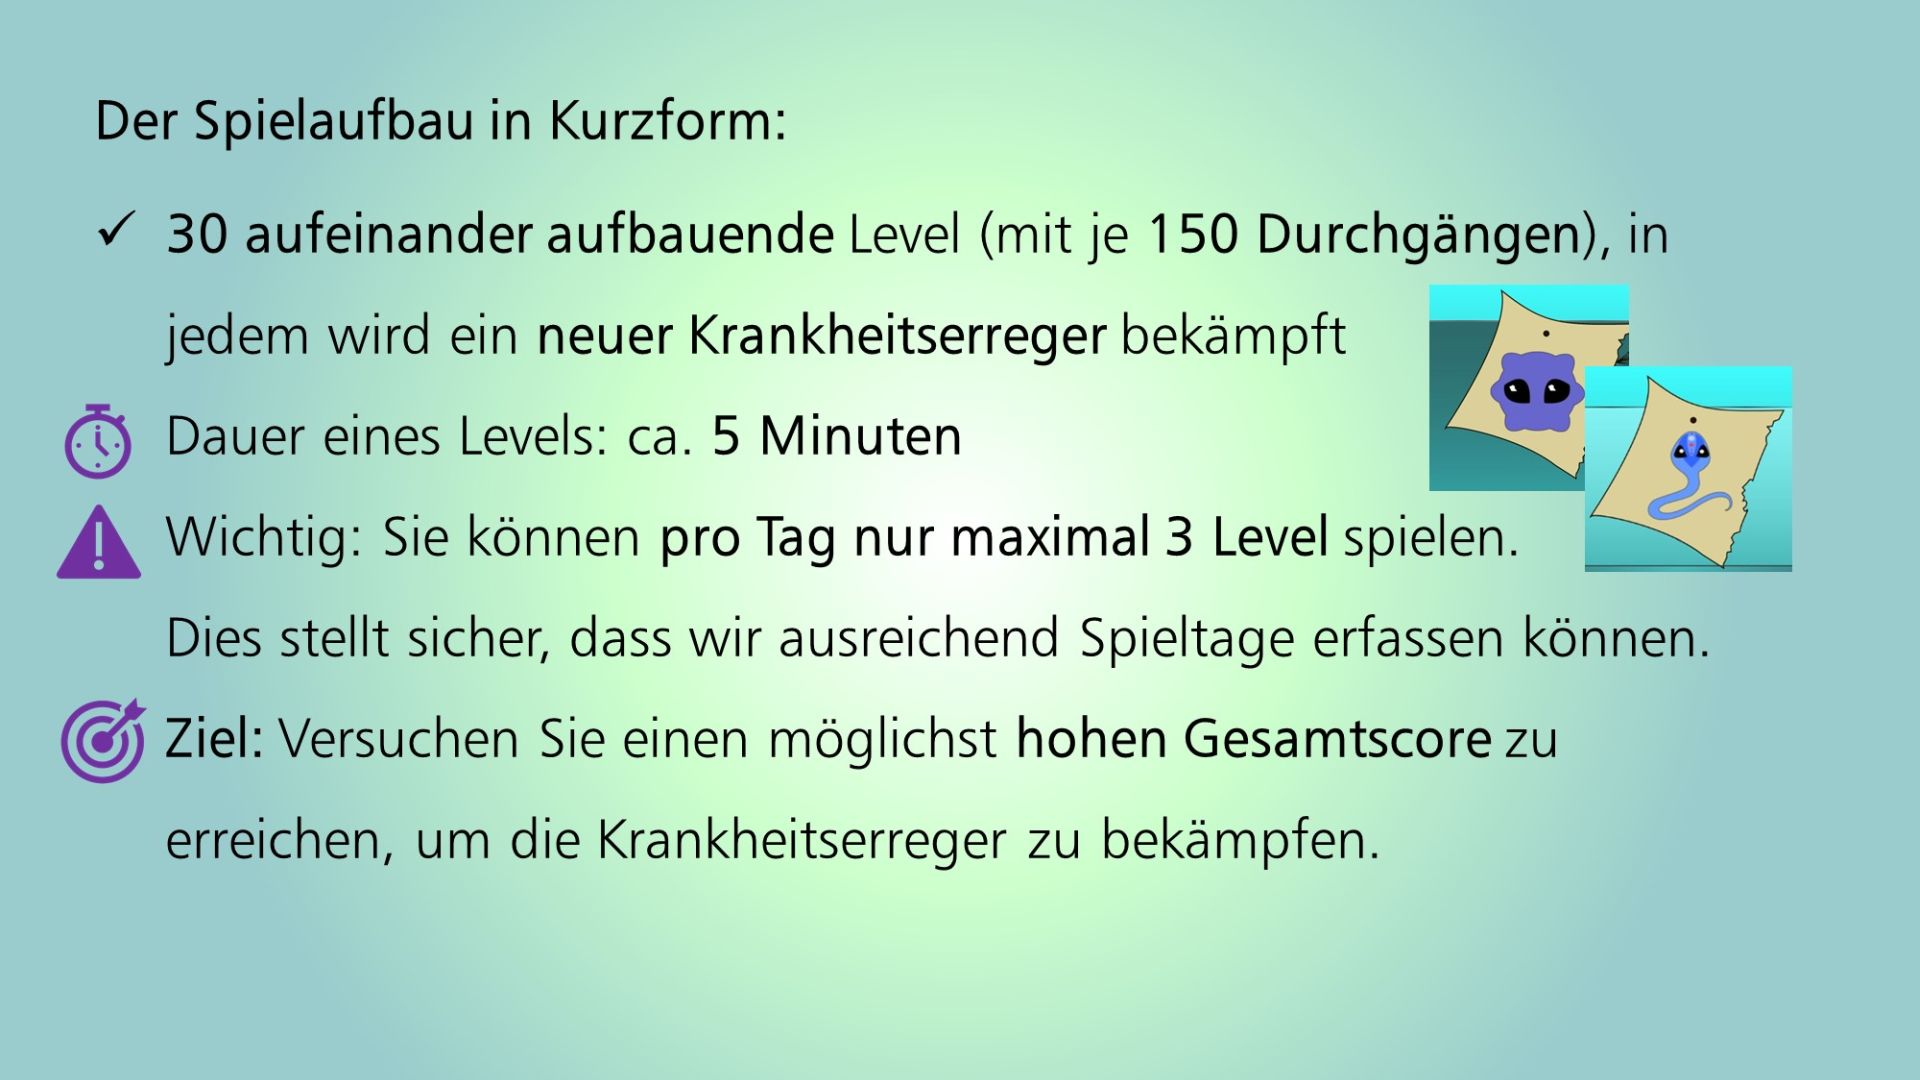 Der Spielaufbau in Kurzform:
30 aufeinander aufbauende Level (mit je 150 Durchgängen), in
jedem wird ein neuer Krankheitserreger bekämpft
Dauer eines Levels: ca. 5 Minuten
Wichtig: Sie können pro Tag nur maximal 3 Level spielen.
Dies stellt sicher, dass wir ausreichend Spieltage erfassen können.
Ziel: Versuchen Sie einen möglichst hohen Gesamtscore zu
erreichen, um die Krankheitserreger zu bekämpfen.